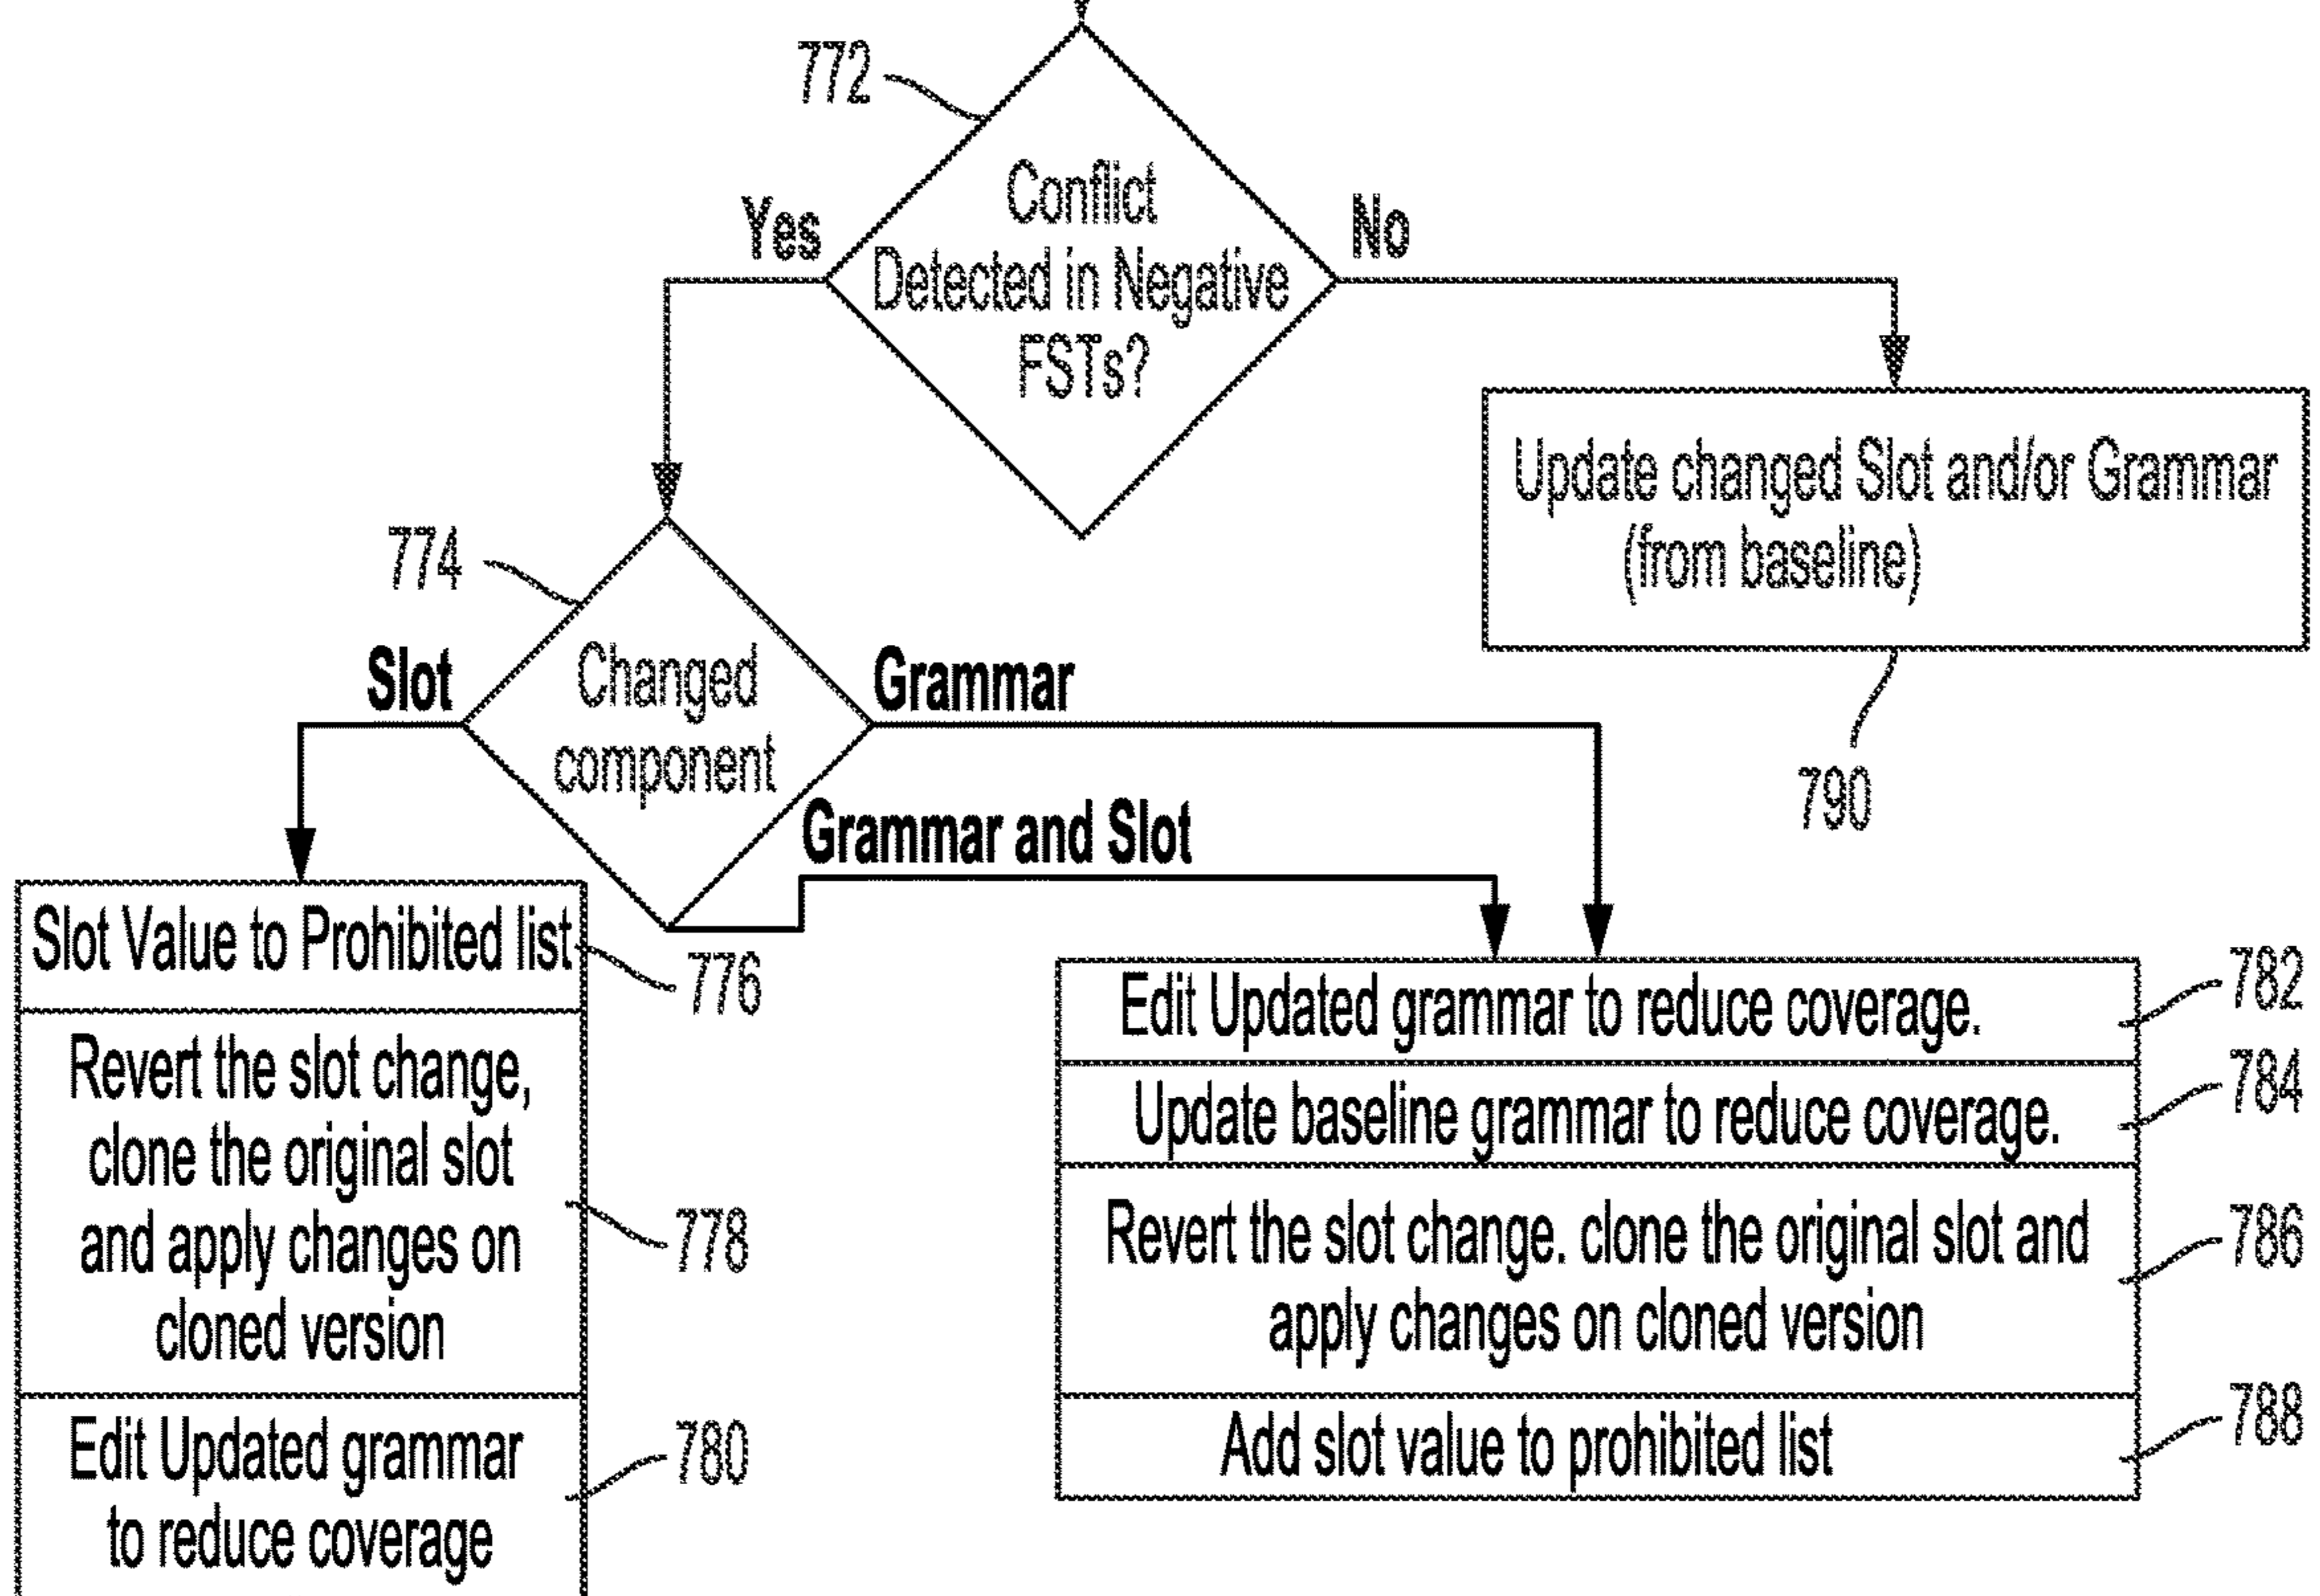 772
Conflict
Detected in Negative
FSTs?
Yes
No
Update changed Slot and/or Grammar
(from baseline)
790
774
Changed
component
Slot
Grammar
Grammar and Slot
Slot Value to Prohibited list
776
Revert the slot change,
clone the original slot
and apply changes on
cloned version
778
Edit Updated grammar
to reduce coverage
780
Edit Updated grammar to reduce coverage.
782
Update baseline grammar to reduce coverage.
784
Revert the slot change. clone the original slot and
apply changes on cloned version
786
Add slot value to prohibited list
788